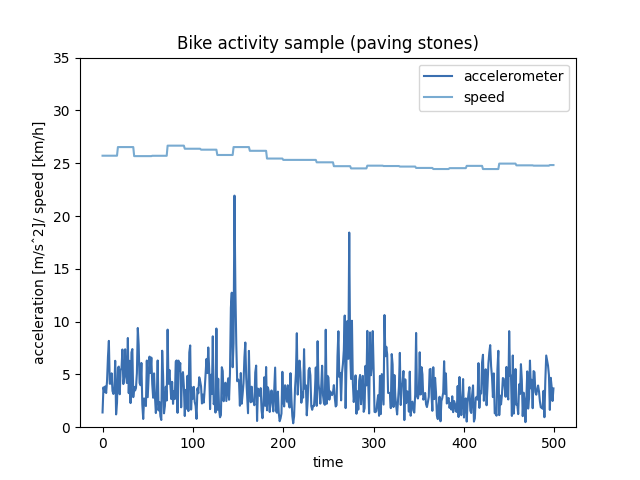 Bike activity sample (paving stones)
accelerometer
speed
acceleration [m/sˆ2]/ speed [km/h]
35
30
25
20
15
10
5
0
0 100 200 300 400 500
time